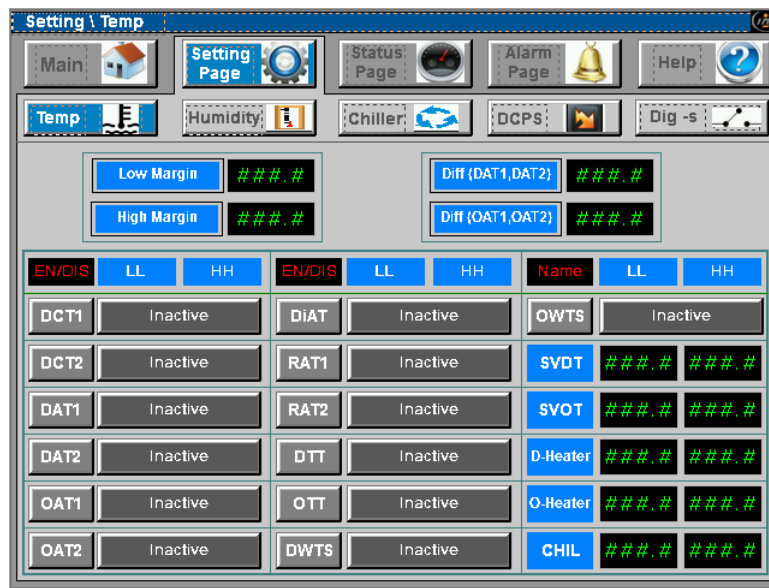 Setting \ Temp
Main
Setting
Page
Status
Page
Alarm
Page
Help
Temp
Humidity
Chiller
DCPS
Dig -s
Low Margin ###.#
Diff {DAT1,DAT2} ###.#
High Margin ###.#
Diff {OAT1,OAT2} ###.#
EN/DIS LL HH EN/DIS LL HH Name LL HH
DCT1 Inactive DiAT Inactive OWTS Inactive
DCT2 Inactive RAT1 Inactive SVDT ###.# ###.#
DAT1 Inactive RAT2 Inactive SVOT ###.# ###.#
DAT2 Inactive DTT Inactive D-Heater ###.# ###.#
OAT1 Inactive OTT Inactive O-Heater ###.# ###.#
OAT2 Inactive DWTS Inactive CHIL ###.# ###.#